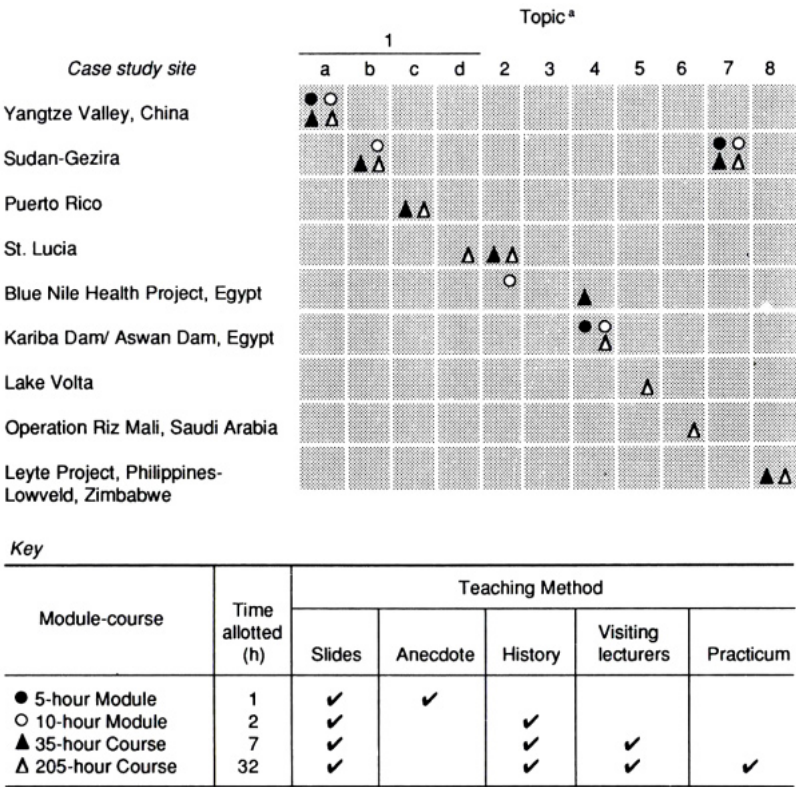 Topic a
1
Case study site a b c d 2 3 4 5 6 7 8
Yangtze Valley, China
Sudan-Gezira
Puerto Rico
St. Lucia
Blue Nile Health Project, Egypt
Kariba Dam/ Aswan Dam, Egypt
Lake Volta
Operation Riz Mali, Saudi Arabia
Leyte Project, Philippines-
Lowveld, Zimbabwe
Key
Teaching Method
Module-course
Time
allotted
(h)
Slides Anecdote History Visiting
lecturers Practicum
● 5-hour Module 1 ✔ ✔
○ 10-hour Module 2 ✔ ✔
▲ 35-hour Course 7 ✔ ✔ ✔
△ 205-hour Course 32 ✔ ✔ ✔ ✔